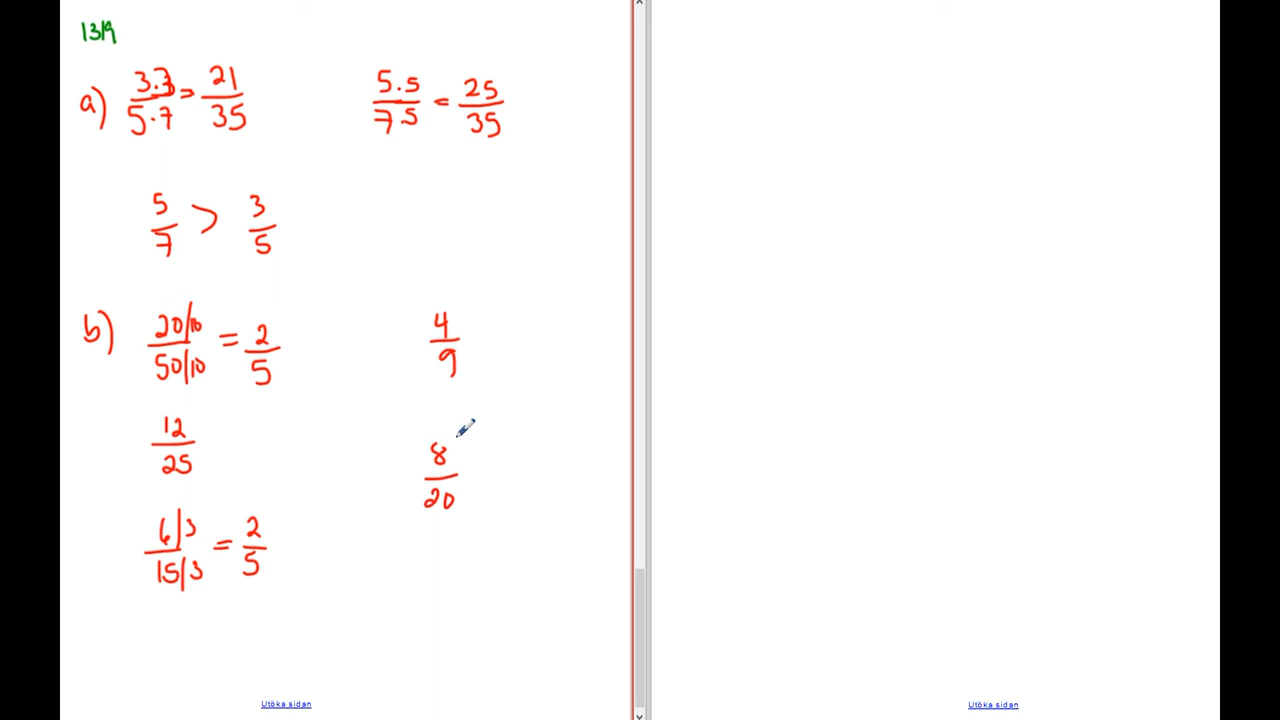 1319
a) 3·7/5·7 = 21/35    5·5/7·5 = 25/35
5/7 > 3/5
b) 20/10 / 50/10 = 2/5    4/9
12/25    8/20
6/3 / 15/3 = 2/5
Utöka sidan    Utöka sidan